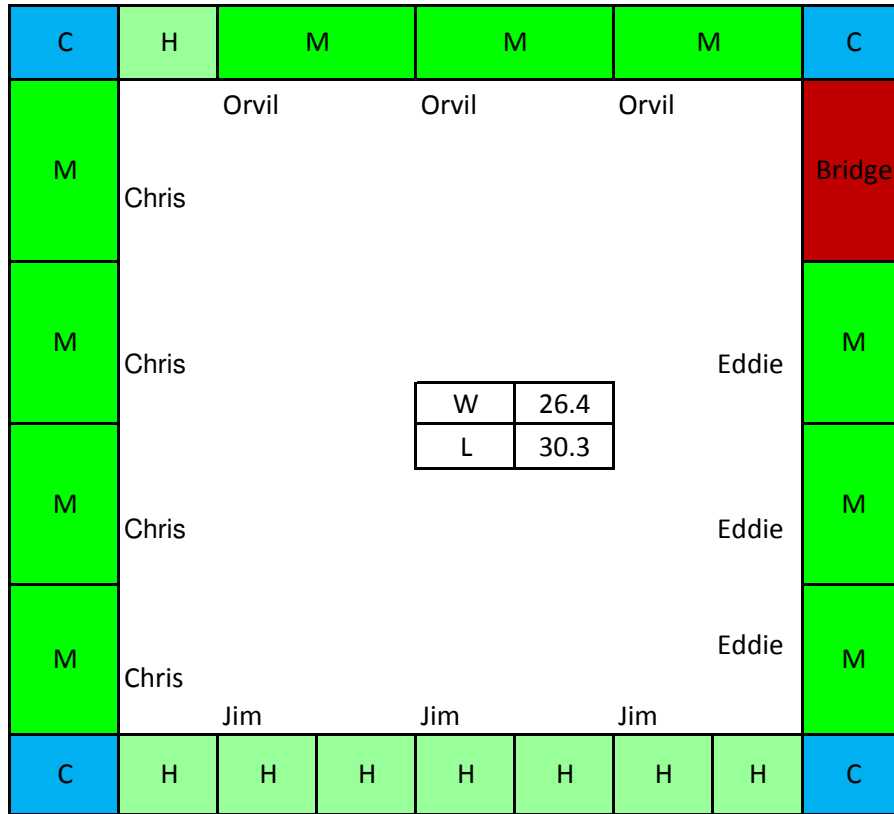 C H M M M C
Orvil Orvil Orvil
M Bridge
Chris
M M
Chris Eddie
W 26.4
L 30.3
M M
Chris Eddie
Eddie
M M
Chris
Jim Jim Jim
C H H H H H H H C